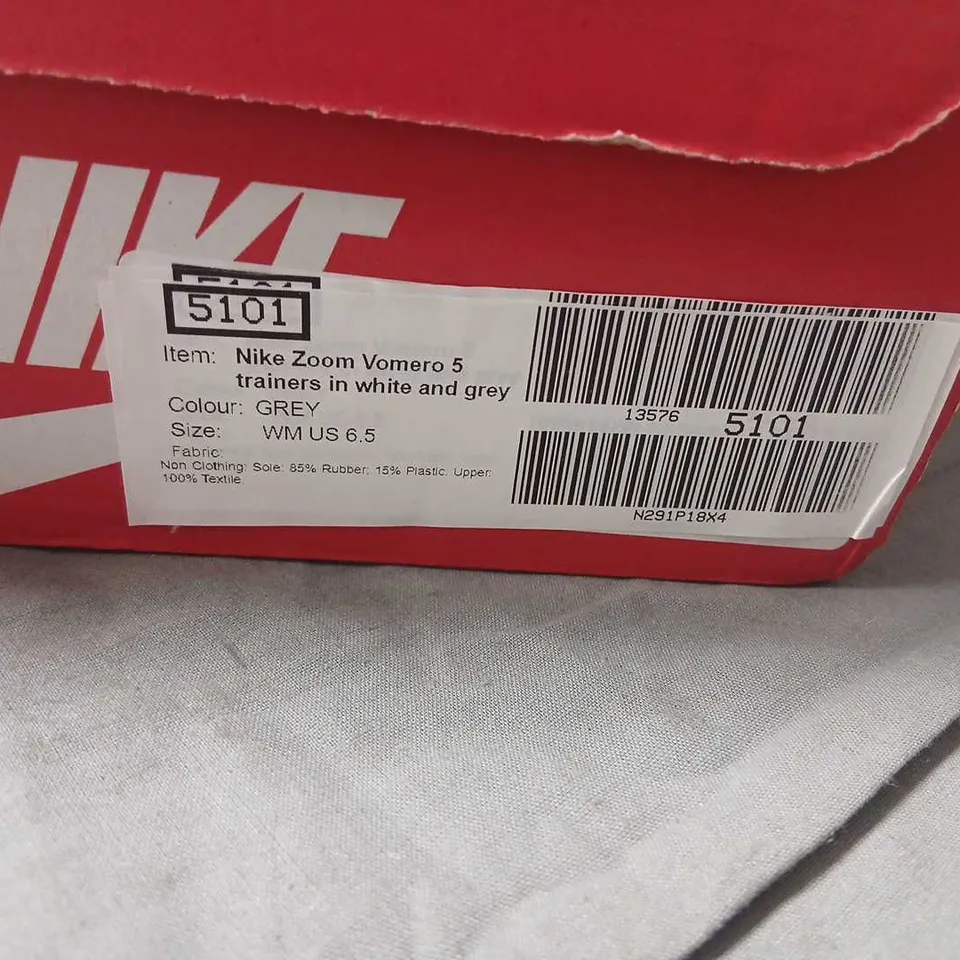 NIKE
5101
Item: Nike Zoom Vomero 5
trainers in white and grey
Colour: GREY
Size: WM US 6.5
Fabric:
Non Clothing: Sole: 85% Rubber; 15% Plastic, Upper:
100% Textile.
13576 5101
N291P18X4